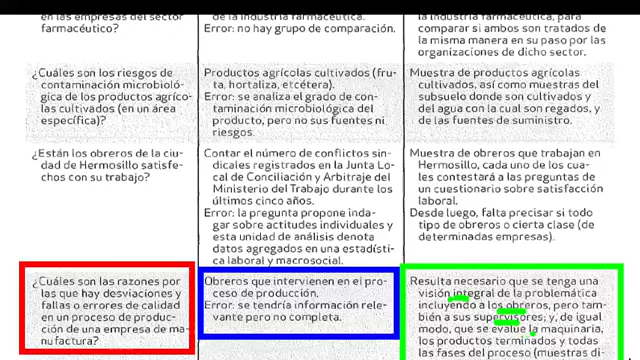 en las empresas del sector
farmacéutico?
de la industria farmacéutica.
Error: no hay grupo de comparación.
la industria farmacéutica, para
comparar si ambos son tratados de
la misma manera en su paso por las
organizaciones de dicho sector.
¿Cuáles son los riesgos de
contaminación microbioló-
gica de los productos agríco-
las cultivados (en un área
específica)?
Productos agrícolas cultivados (fru-
ta, hortaliza, etcétera).
Error: se analiza el grado de con-
taminación microbiológica del
producto, pero no sus fuentes ni
riesgos.
Muestra de productos agrícolas
cultivados, así como muestras del
subsuelo donde son cultivados y
del agua con la cual son regados, y
de las fuentes de suministro.
¿Están los obreros de la ciu-
dad de Hermosillo satisfe-
chos con su trabajo?
Contar el número de conflictos sin-
dicales registrados en la Junta Lo-
cal de Conciliación y Arbitraje del
Ministerio del Trabajo durante los
últimos cinco años.
Error: la pregunta propone inda-
gar sobre actitudes individuales y
esta unidad de análisis denota
datos agregados en una estadísti-
ca laboral y macrosocial.
Muestra de obreros que trabajan en
Hermosillo, cada uno de los cua-
les contestará a las preguntas de
un cuestionario sobre satisfacción
laboral.
Desde luego, falta precisar si todo
tipo de obreros o cierta clase (de
determinadas empresas).
¿Cuáles son las razones por
las que hay desviaciones y
fallas o errores de calidad
en un proceso de produc-
ción de una empresa de ma-
nufactura?
Obreros que intervienen en el pro-
ceso de producción.
Error: se tendría información rele-
vante pero no completa.
Resulta necesario que se tenga una
visión integral de la problemática
incluyendo a los obreros, pero tam-
bién a sus supervisores; y, de igual
modo, que se evalúe la maquinaria,
los productos terminados y todas
las fases del proceso (muestras di-